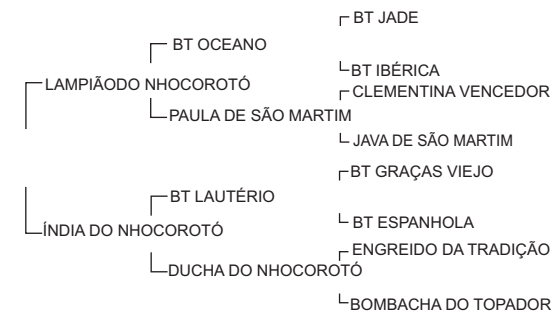 BT JADE
BT OCEANO
BT IBÉRICA
LAMPIÃODO NHOCOROTÓ
CLEMENTINA VENCEDOR
PAULA DE SÃO MARTIM
JAVA DE SÃO MARTIM
BT GRAÇAS VIEJO
BT LAUTÉRIO
BT ESPANHOLA
ÍNDIA DO NHOCOROTÓ
ENGREIDO DA TRADIÇÃO
DUCHA DO NHOCOROTÓ
BOMBACHA DO TOPADOR